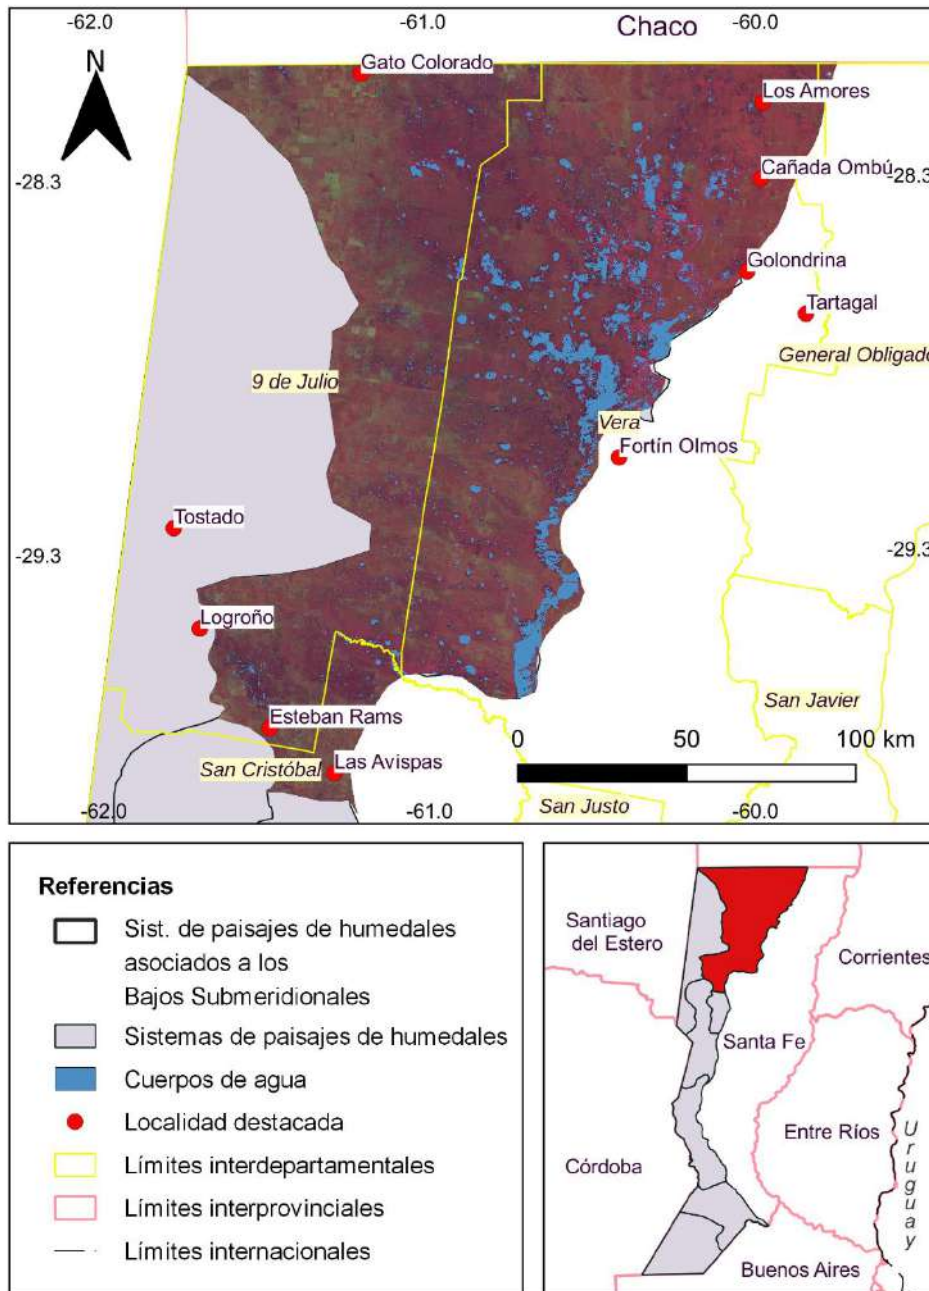 -62.0
-61.0
-60.0
Chaco
N
Gato Colorado
Los Amores
-28.3
Cañada Ombú
-28.3
Golondrina
Tartagal
General Obligado
9 de Julio
Vera
Fortín Olmos
Tostado
-29.3
-29.3
Logroño
San Javier
Esteban Rams
0
50
100 km
San Cristóbal
Las Avispas
-62.0
-61.0
San Justo
-60.0
Referencias
Sist. de paisajes de humedales
asociados a los
Bajos Submeridionales
Sistemas de paisajes de humedales
Cuerpos de agua
Localidad destacada
Límites interdepartamentales
Límites interprovinciales
Límites internacionales
Santiago
del Estero
Corrientes
Santa Fe
Entre Ríos
Córdoba
Uruguay
Buenos Aires